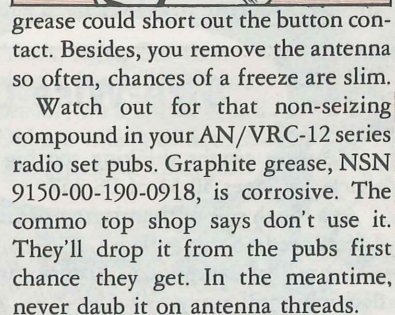 grease could short out the button con-
tact. Besides, you remove the antenna
so often, chances of a freeze are slim.
Watch out for that non-seizing
compound in your AN/VRC-12 series
radio set pubs. Graphite grease, NSN
9150-00-190-0918, is corrosive. The
commo top shop says don't use it.
They'll drop it from the pubs first
chance they get. In the meantime,
never daub it on antenna threads.